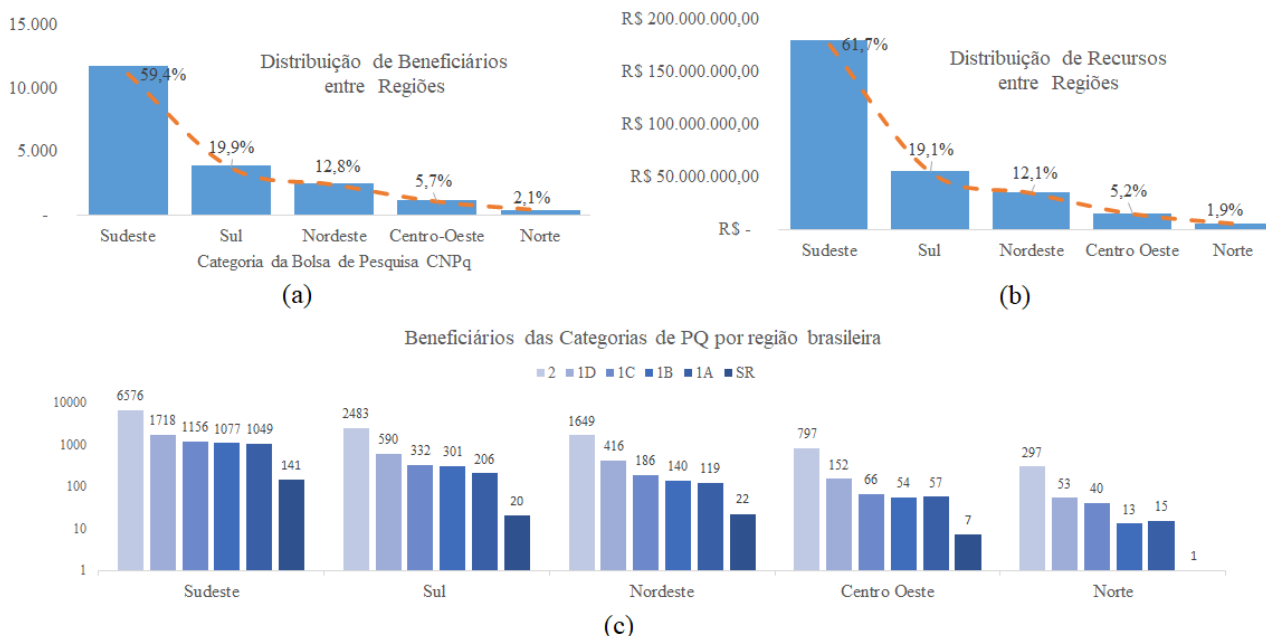 15.000
10.000
5.000
-
Distribuição de Beneficiários
entre Regiões
59,4%
19,9%
12,8%
5,7%
2,1%
Sudeste Sul Nordeste Centro-Oeste Norte
Categoria da Bolsa de Pesquisa CNPq
(a)
R$ 200.000.000,00
R$ 150.000.000,00
R$ 100.000.000,00
R$ 50.000.000,00
R$ -
Distribuição de Recursos
entre Regiões
61,7%
19,1%
12,1%
5,2%
1,9%
Sudeste Sul Nordeste Centro Oeste Norte
(b)
Beneficiários das Categorias de PQ por região brasileira
2 1D 1C 1B 1A SR
10000
1000
100
10
1
6576 1718 1156 1077 1049 141
2483 590 332 301 206 20
1649 416 186 140 119 22
797 152 66 54 57 7
297 53 40 13 15 1
Sudeste Sul Nordeste Centro Oeste Norte
(c)